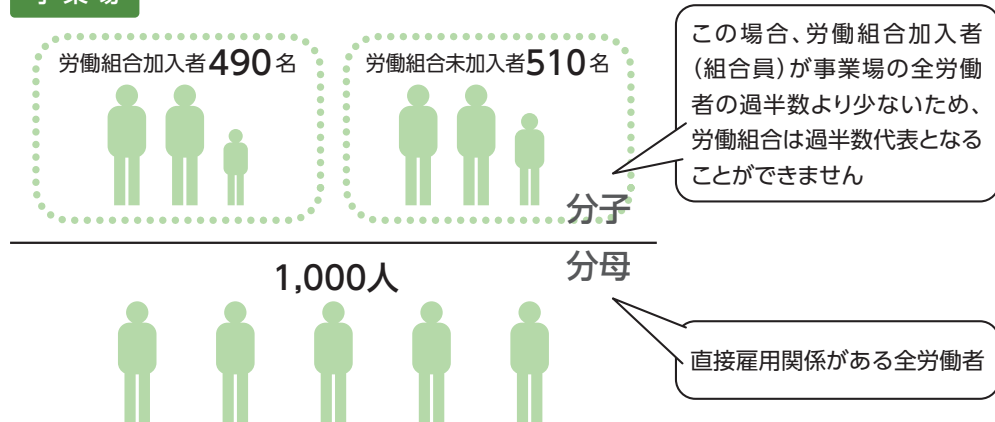 事 業 場
労働組合加入者490名
労働組合未加入者510名
この場合、労働組合加入者
(組合員)が事業場の全労働
者の過半数より少ないため、
労働組合は過半数代表となる
ことができません
分子
分母
1,000人
直接雇用関係がある全労働者